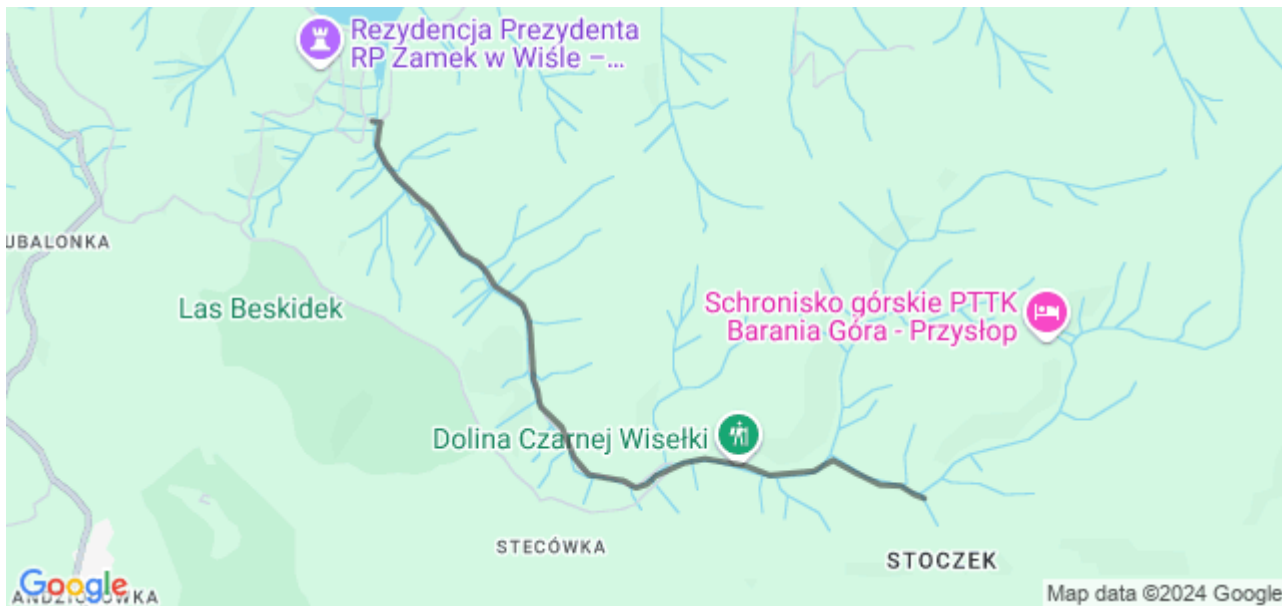 Rezydencja Prezydenta
RP Zamek w Wiśle –...
UBALONKA
Las Beskidek
Schronisko górskie PTTK
Barania Góra - Przysłop
Dolina Czarnej Wisełki
STECÓWKA
STOCZEK
Google
Map data ©2024 Google